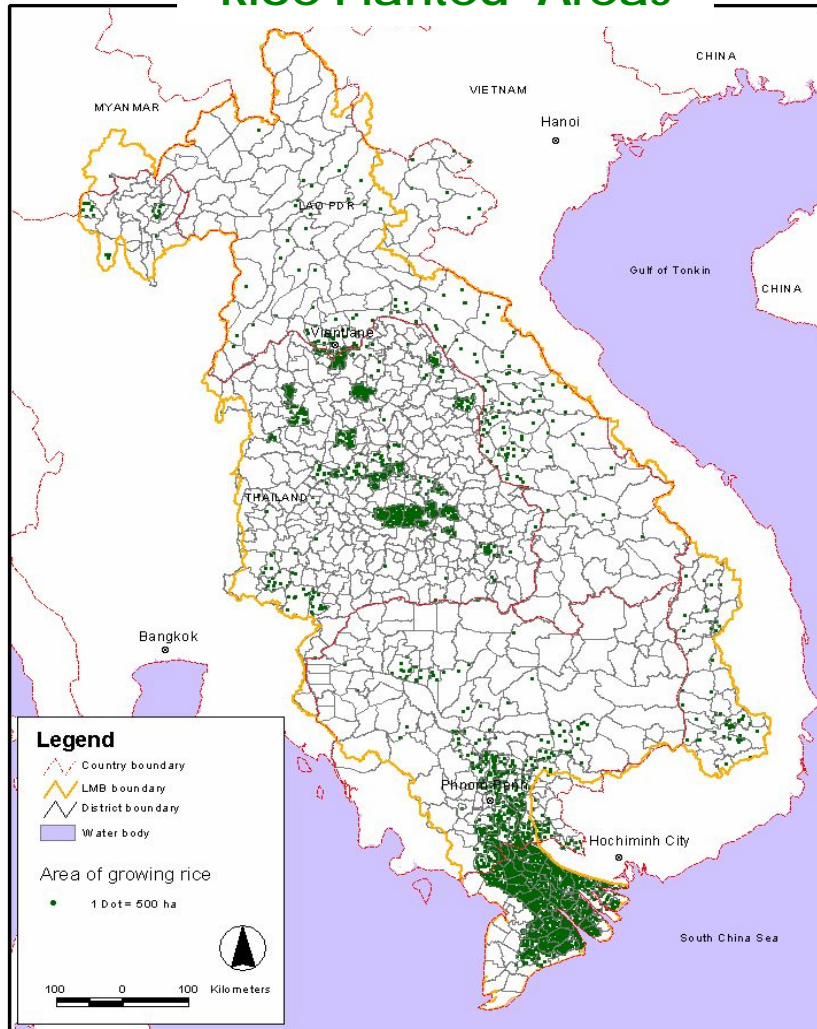 Rice Planted Areas
CHINA
VIETNAM
MYANMAR
Hanoi
LAO PDR
Gulf of Tonkin
CHINA
Vientiane
THAILAND
Bangkok
Legend
Country boundary
LMB boundary
District boundary
Water body
Phnom Penh
Hochiminh City
Area of growing rice
1 Dot = 500 ha
South China Sea
100 0 100 Kilometers